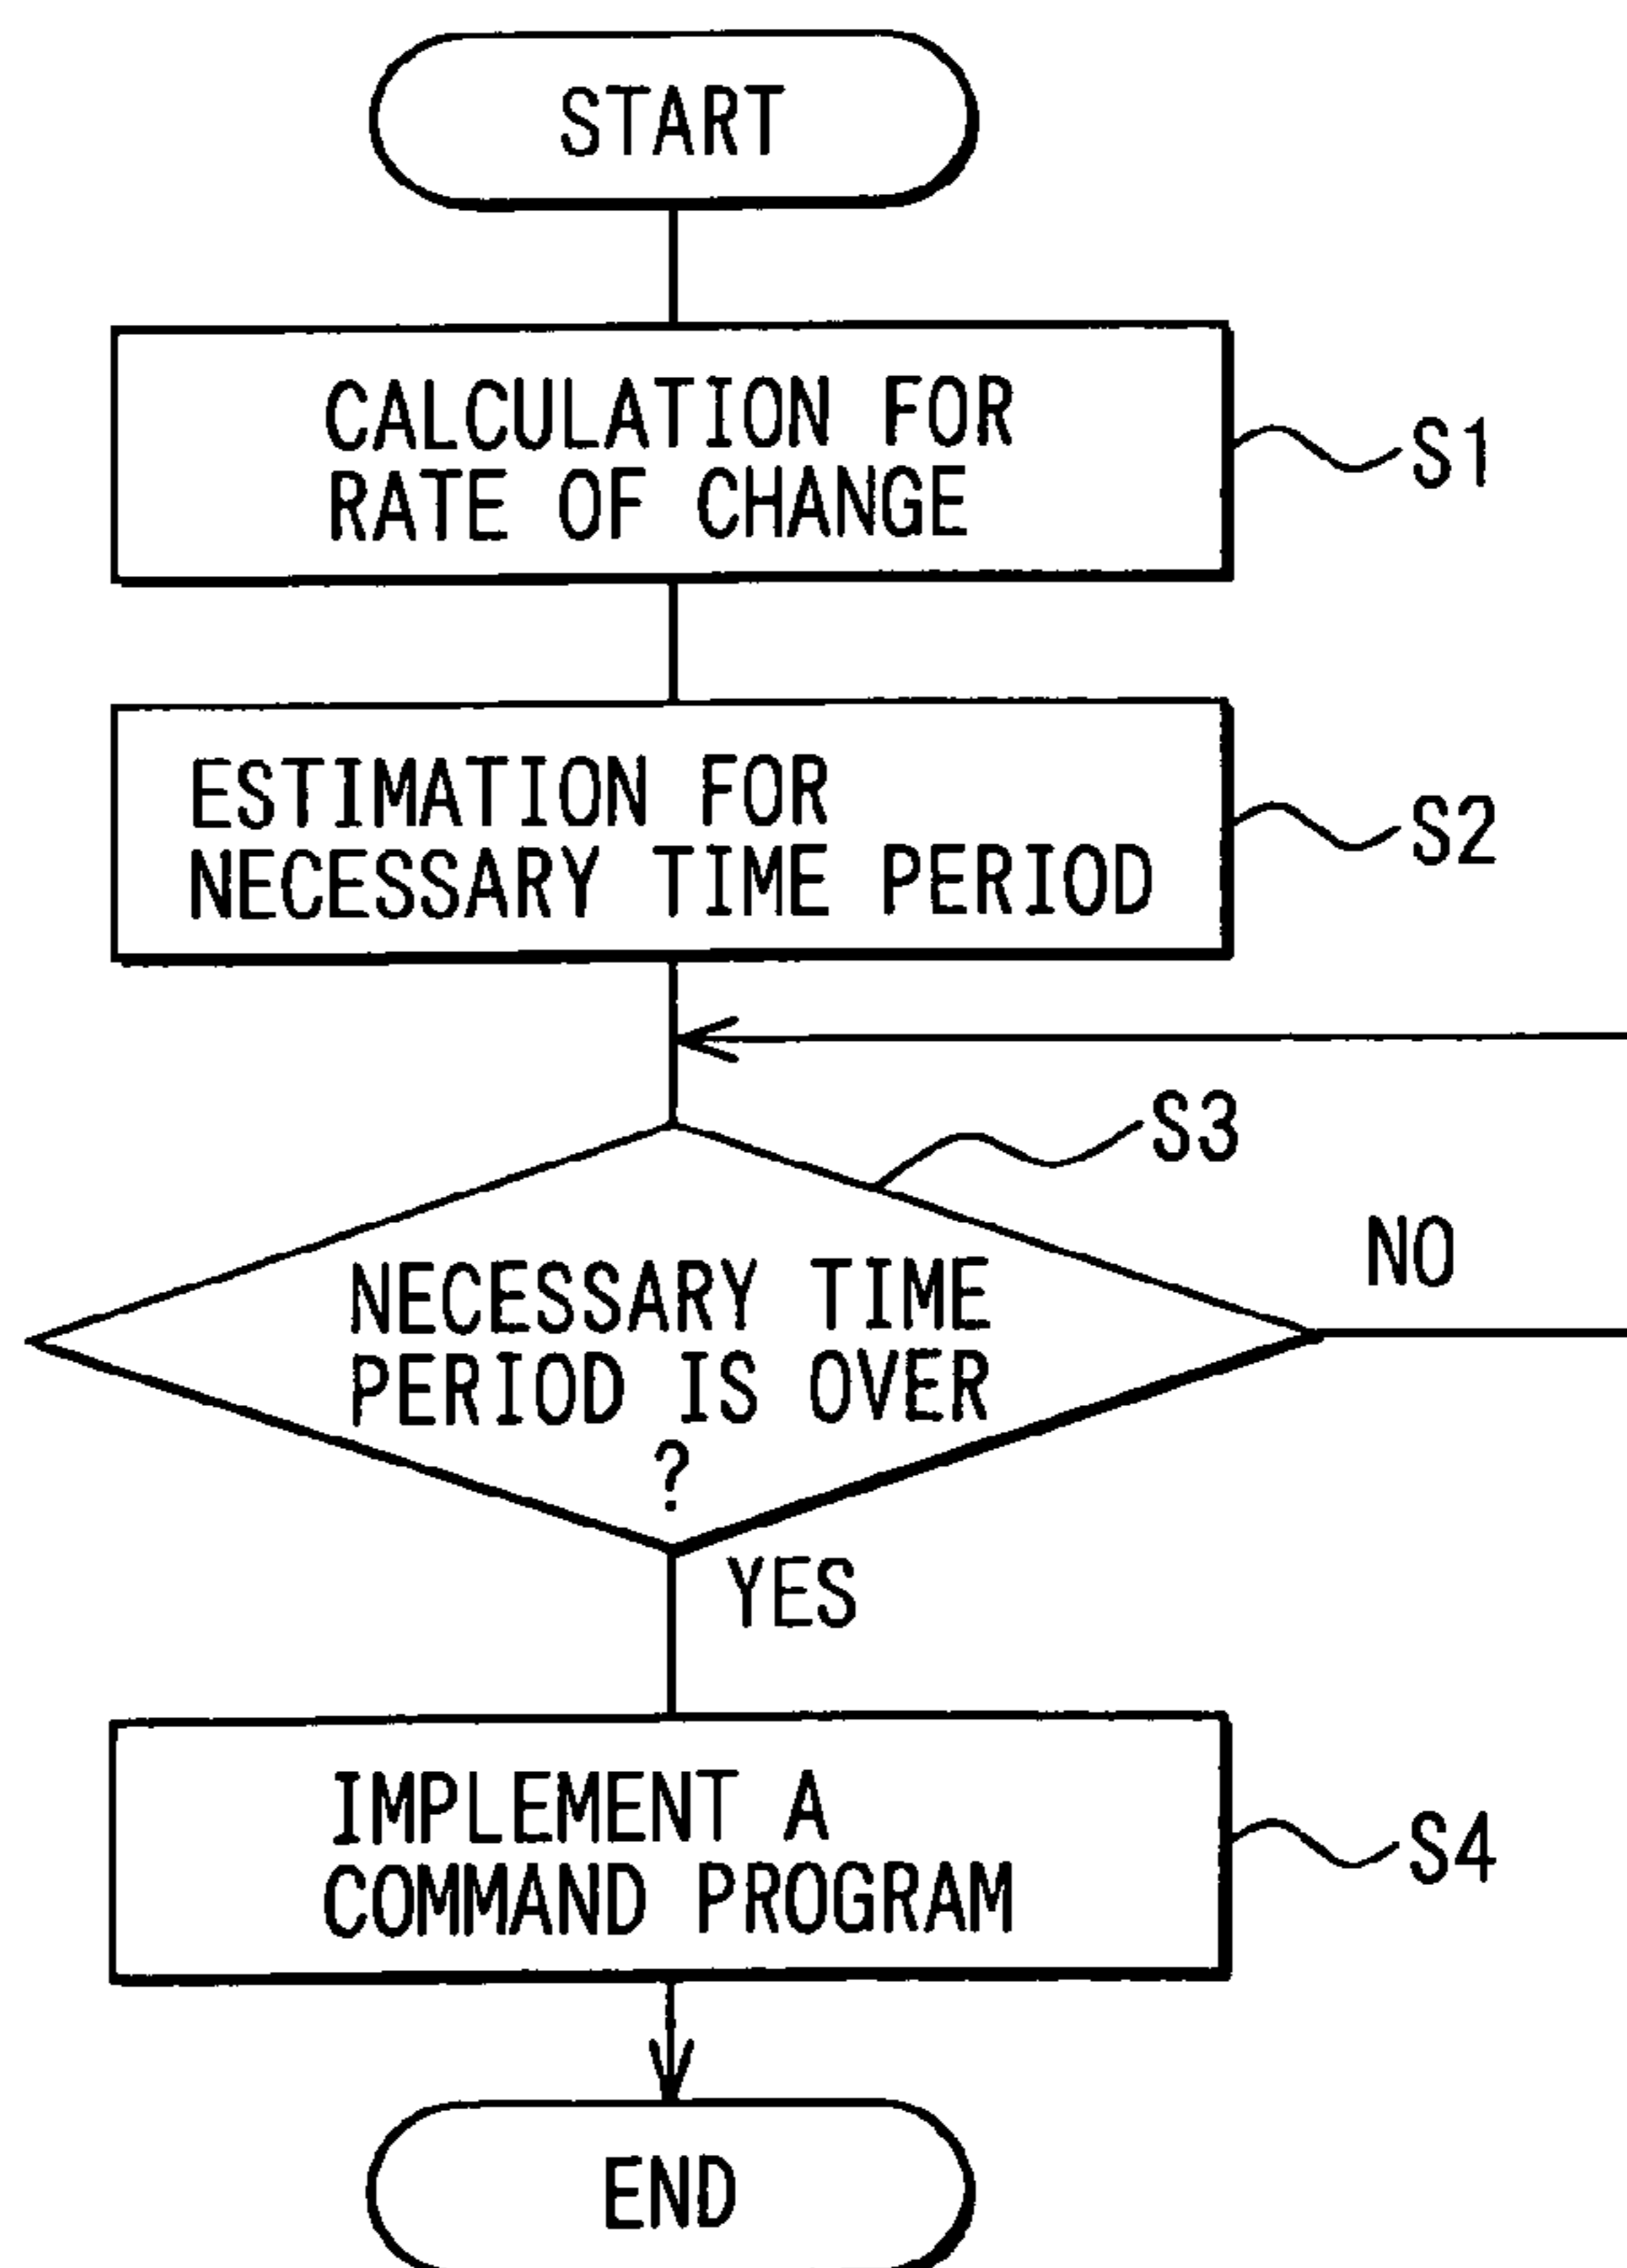 START
CALCULATION FOR
RATE OF CHANGE
S1
ESTIMATION FOR
NECESSARY TIME PERIOD
S2
S3
NECESSARY TIME
PERIOD IS OVER
?
NO
YES
IMPLEMENT A
COMMAND PROGRAM
S4
END